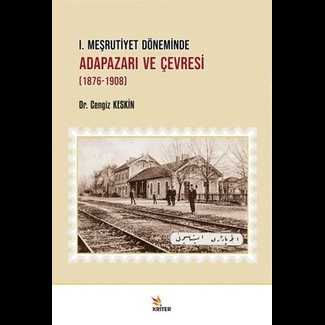 I. MEŞRUTİYET DÖNEMİNDE
ADAPAZARI VE ÇEVRESİ
(1876-1908)
Dr. Cengiz KESKİN
KRİTER